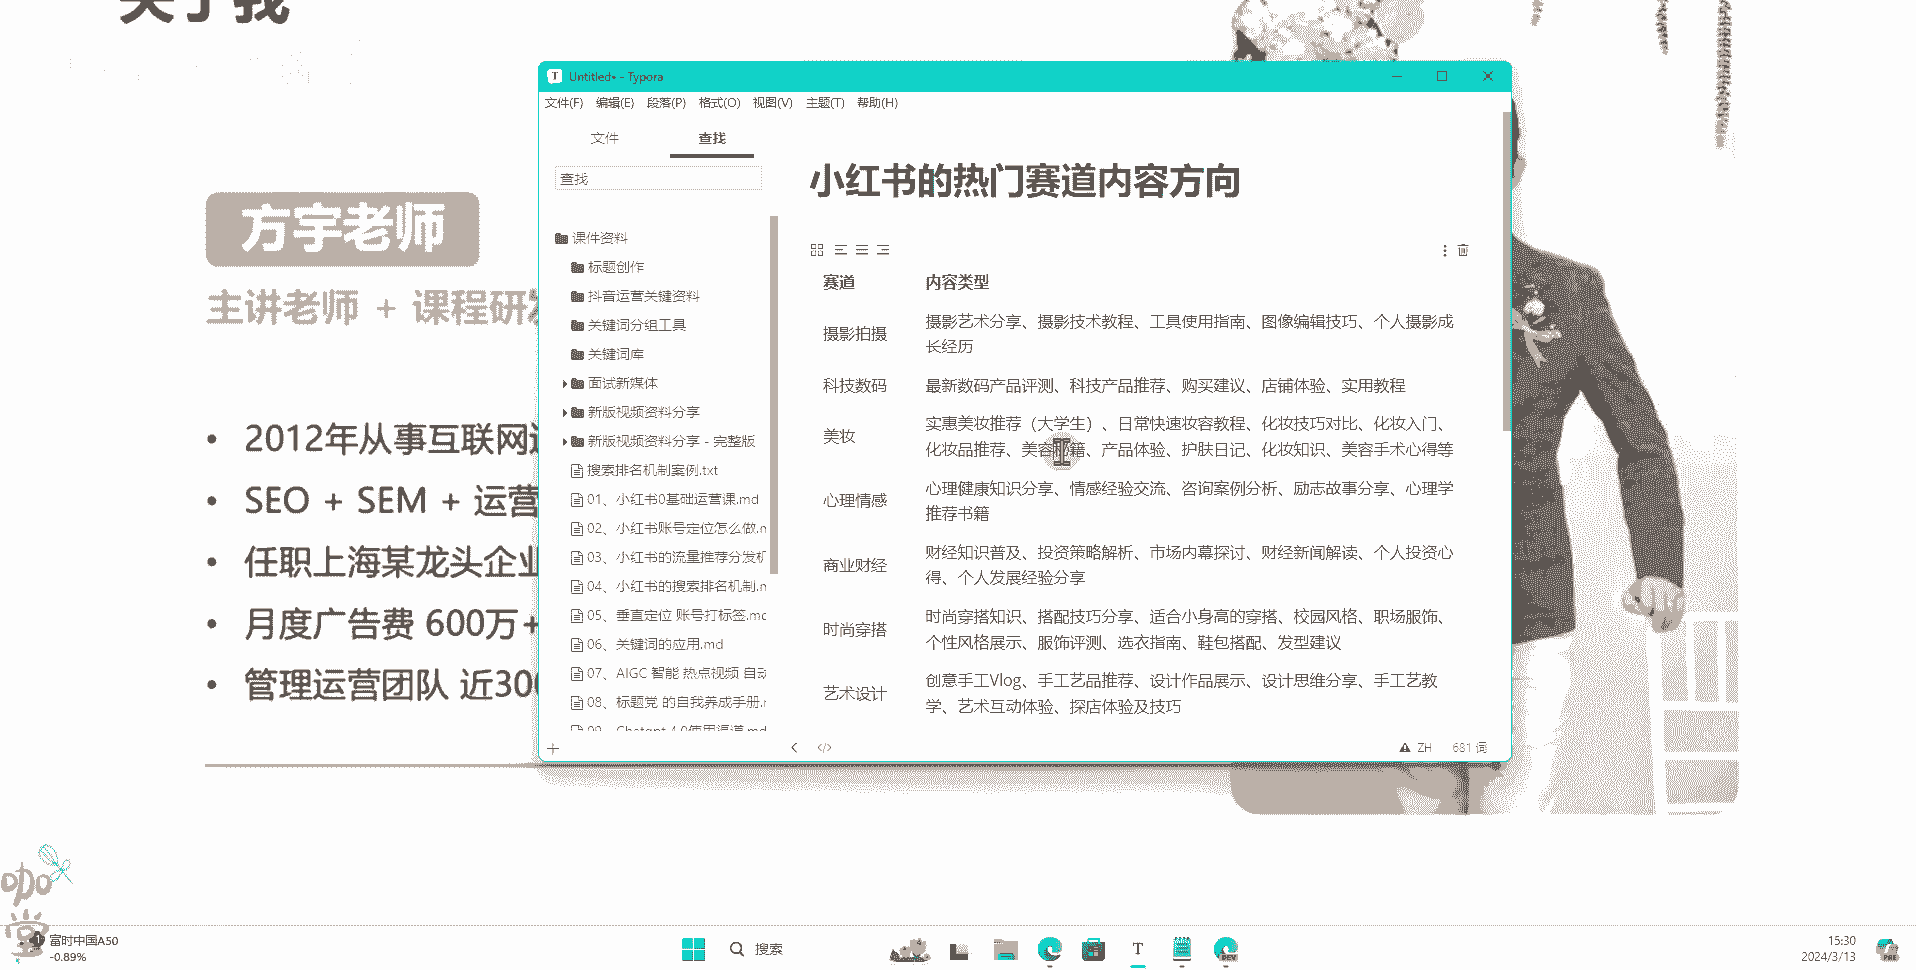 关于我
方宇老师
主讲老师 + 课程研发
2012年从事互联网运
SEO + SEM + 运营
任职上海某龙头企业
月度广告费 600万+
管理运营团队 近300
Untitled• - Typora
文件(F) 编辑(E) 段落(P) 格式(O) 视图(V) 主题(T) 帮助(H)
文件 查找
查找
课件资料
标题创作
抖音运营关键资料
关键词分组工具
关键词库
面试新媒体
新版视频资料分享
新版视频资料分享 - 完整版
搜索排名机制案例.txt
01、小红书0基础运营课.md
02、小红书账号定位怎么做.m
03、小红书的流量推荐分发机
04、小红书的搜索排名机制.m
05、垂直定位 账号打标签.md
06、关键词的应用.md
07、AIGC 智能 热点视频 自动
08、标题党 的自我养成手册.m
09、Chatgpt 4.0使用渠道.md
小红书的热门赛道内容方向
赛道 内容类型
摄影拍摄 摄影艺术分享、摄影技术教程、工具使用指南、图像编辑技巧、个人摄影成
长经历
科技数码 最新数码产品评测、科技产品推荐、购买建议、店铺体验、实用教程
美妆 实惠美妆推荐（大学生）、日常快速妆容教程、化妆技巧对比、化妆入门、
化妆品推荐、美容秘籍、产品体验、护肤日记、化妆知识、美容手术心得等
心理情感 心理健康知识分享、情感经验交流、咨询案例分析、励志故事分享、心理学
推荐书籍
商业财经 财经知识普及、投资策略解析、市场内幕探讨、财经新闻解读、个人投资心
得、个人发展经验分享
时尚穿搭 时尚穿搭知识、搭配技巧分享、适合小身高的穿搭、校园风格、职场服饰、
个性风格展示、服饰评测、选衣指南、鞋包搭配、发型建议
艺术设计 创意手工Vlog、手工艺品推荐、设计作品展示、设计思维分享、手工艺教
学、艺术互动体验、探店体验及技巧
ZH 681 词
咖
堂
富时中国A50
-0.89%
搜索
15:30
2024/3/13